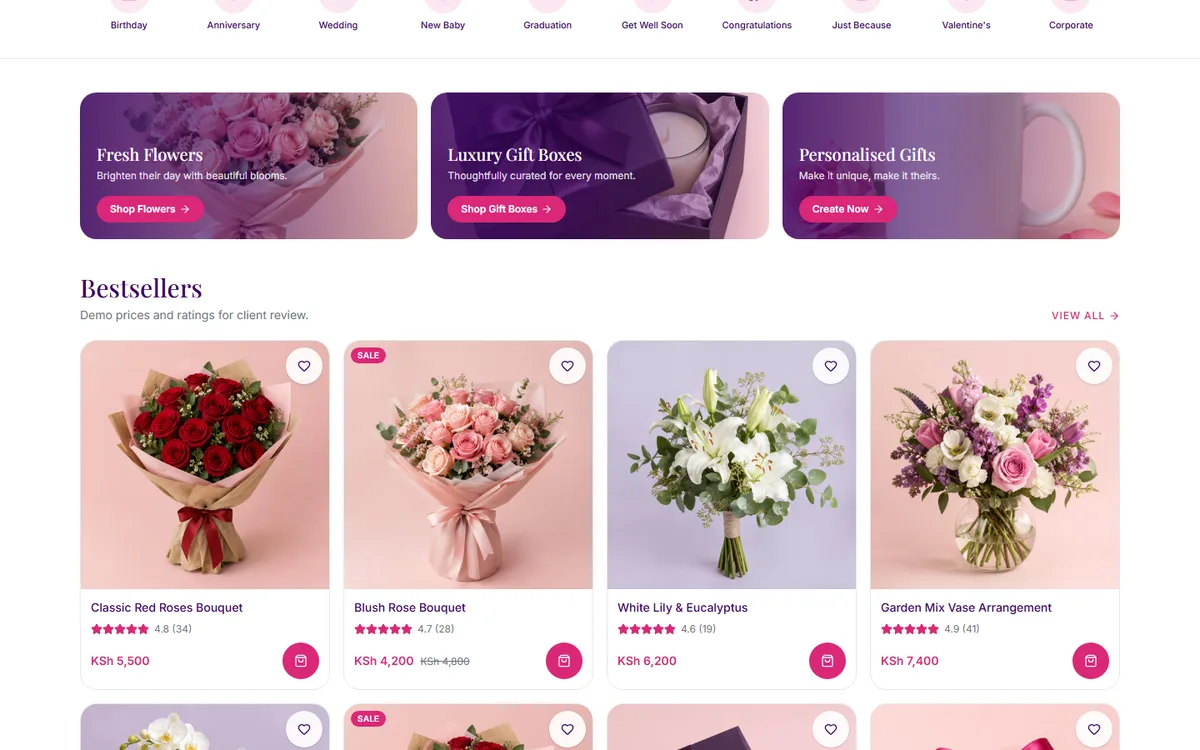 Birthday
Anniversary
Wedding
New Baby
Graduation
Get Well Soon
Congratulations
Just Because
Valentine's
Corporate
Fresh Flowers
Brighten their day with beautiful blooms.
Shop Flowers →
Luxury Gift Boxes
Thoughtfully curated for every moment.
Shop Gift Boxes →
Personalised Gifts
Make it unique, make it theirs.
Create Now →
Bestsellers
Demo prices and ratings for client review.
VIEW ALL →
Classic Red Roses Bouquet
4.8 (34)
KSh 5,500
SALE
Blush Rose Bouquet
4.7 (28)
KSh 4,200 KSh 4,800
White Lily & Eucalyptus
4.6 (19)
KSh 6,200
Garden Mix Vase Arrangement
4.9 (41)
KSh 7,400
SALE